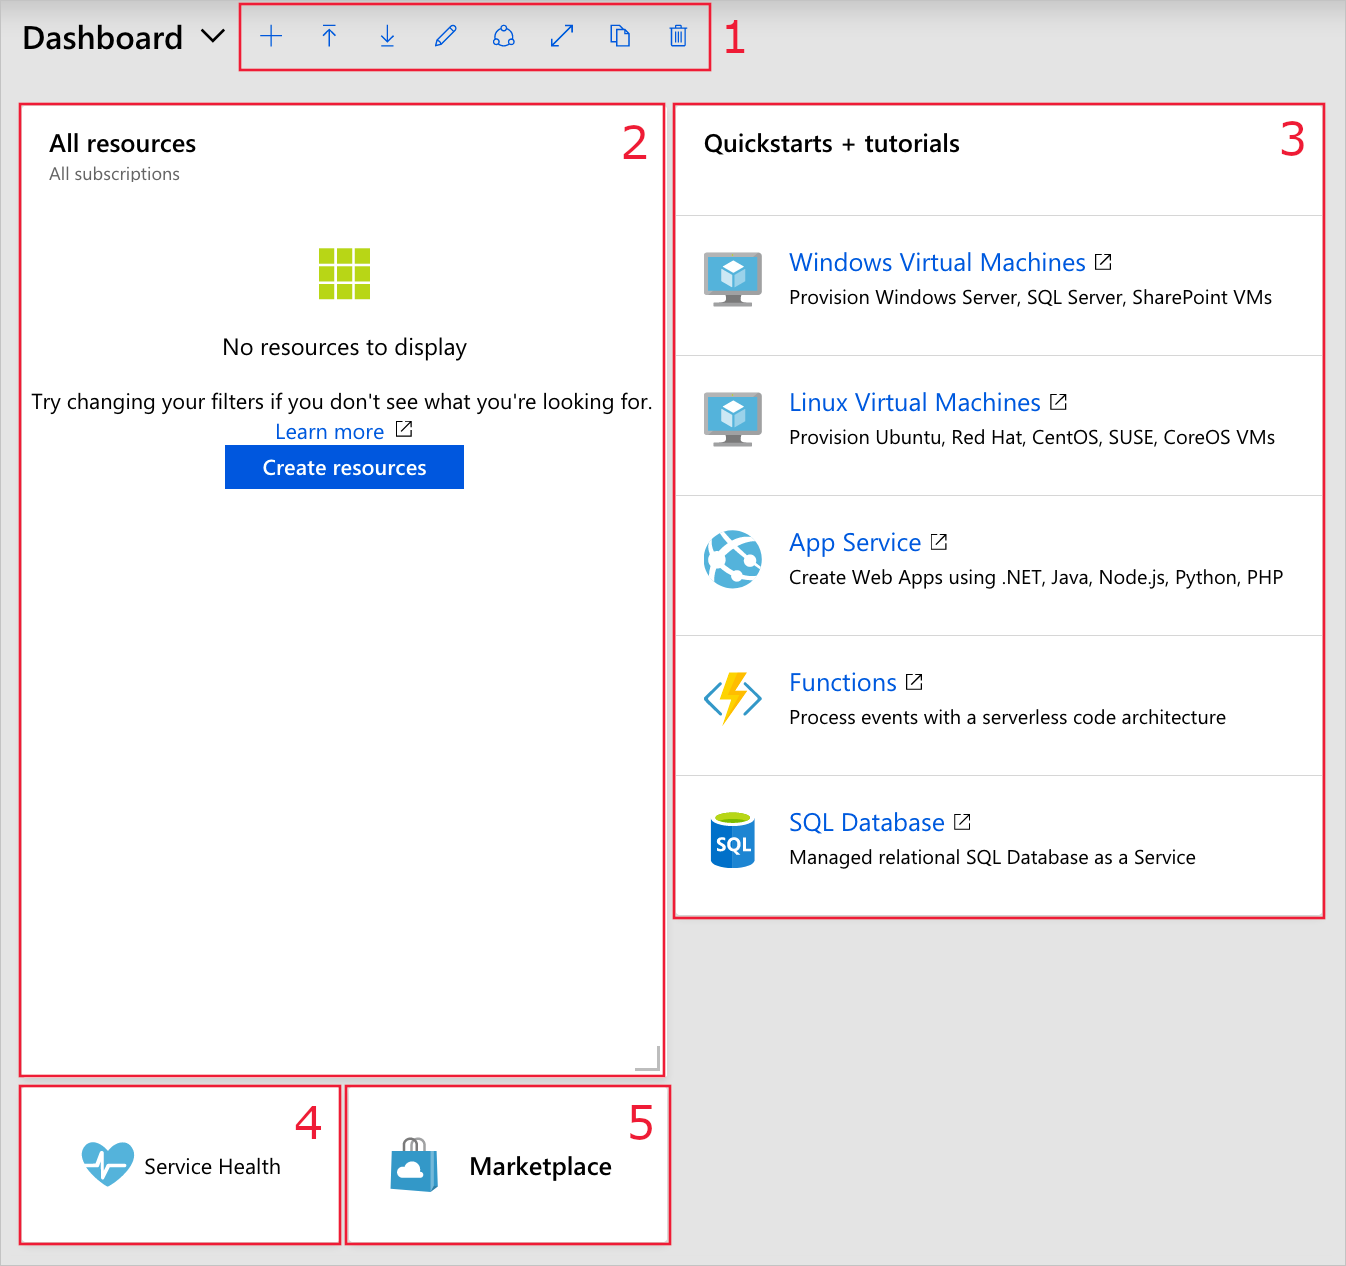 Dashboard
1
All resources
2
All subscriptions
No resources to display
Try changing your filters if you don't see what you're looking for.
Learn more
Create resources
Quickstarts + tutorials
3
Windows Virtual Machines
Provision Windows Server, SQL Server, SharePoint VMs
Linux Virtual Machines
Provision Ubuntu, Red Hat, CentOS, SUSE, CoreOS VMs
App Service
Create Web Apps using .NET, Java, Node.js, Python, PHP
Functions
Process events with a serverless code architecture
SQL
SQL Database
Managed relational SQL Database as a Service
4
Service Health
5
Marketplace